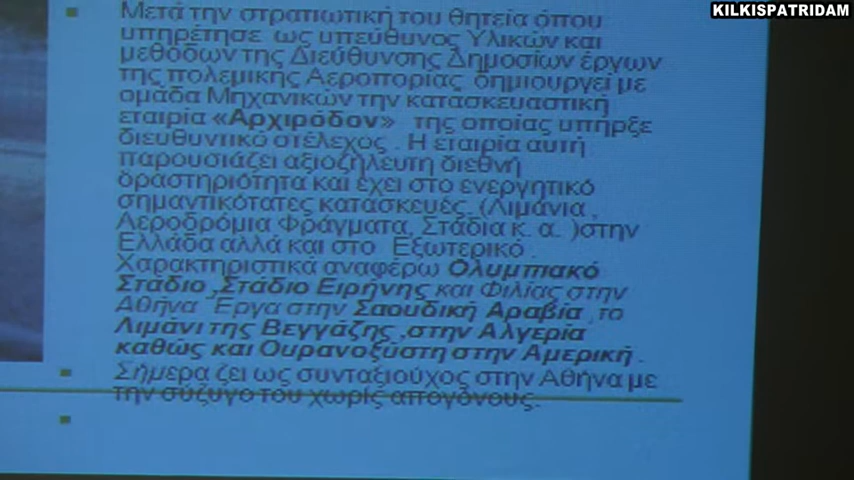 KILKISPATRIDAM
Μετά την στρατιωτική του θητεία όπου
υπηρέτησε ως υπεύθυνος Υλικών και
μεθόδων της Διεύθυνσης Δημοσίων έργων
της πολεμικής Αεροπορίας δημιουργεί με
ομάδα Μηχανικών την κατασκευαστική
εταιρία «Αρχιρόδον» της οποίας υπήρξε
διευθυντικό στέλεχος . Η εταιρία αυτή
παρουσιάζει αξιοζήλευτη διεθνή
δραστηριότητα και έχει στο ενεργητικό
σημαντικότατες κατασκευές (Λιμάνια ,
Αεροδρόμια Φράγματα, Στάδια κ. α. )στην
Ελλάδα αλλά και στο Εξωτερικό .
Χαρακτηριστικά αναφέρω Ολυμπιακό
Στάδιο ,Στάδιο Ειρήνης και Φιλίας στην
Αθήνα Έργα στην Σαουδική Αραβία ,το
Λιμάνι της Βεγγάζης ,στην Αλγερία
καθώς και Ουρανοξύστη στην Αμερική .
Σήμερα ζει ως συνταξιούχος στην Αθήνα με
την σύζυγο του χωρίς απογόνους.